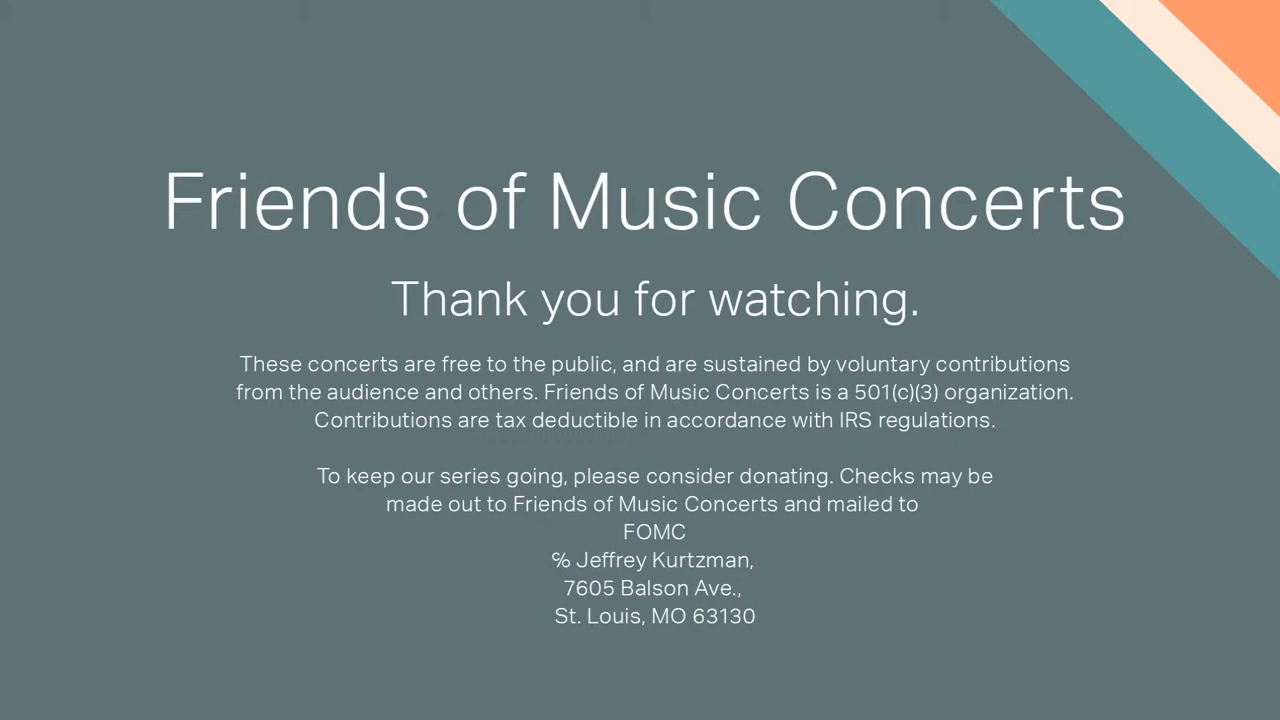 Friends of Music Concerts
Thank you for watching.
These concerts are free to the public, and are sustained by voluntary contributions
from the audience and others. Friends of Music Concerts is a 501(c)(3) organization.
Contributions are tax deductible in accordance with IRS regulations.
To keep our series going, please consider donating. Checks may be
made out to Friends of Music Concerts and mailed to
FOMC
℅ Jeffrey Kurtzman,
7605 Balson Ave.,
St. Louis, MO 63130